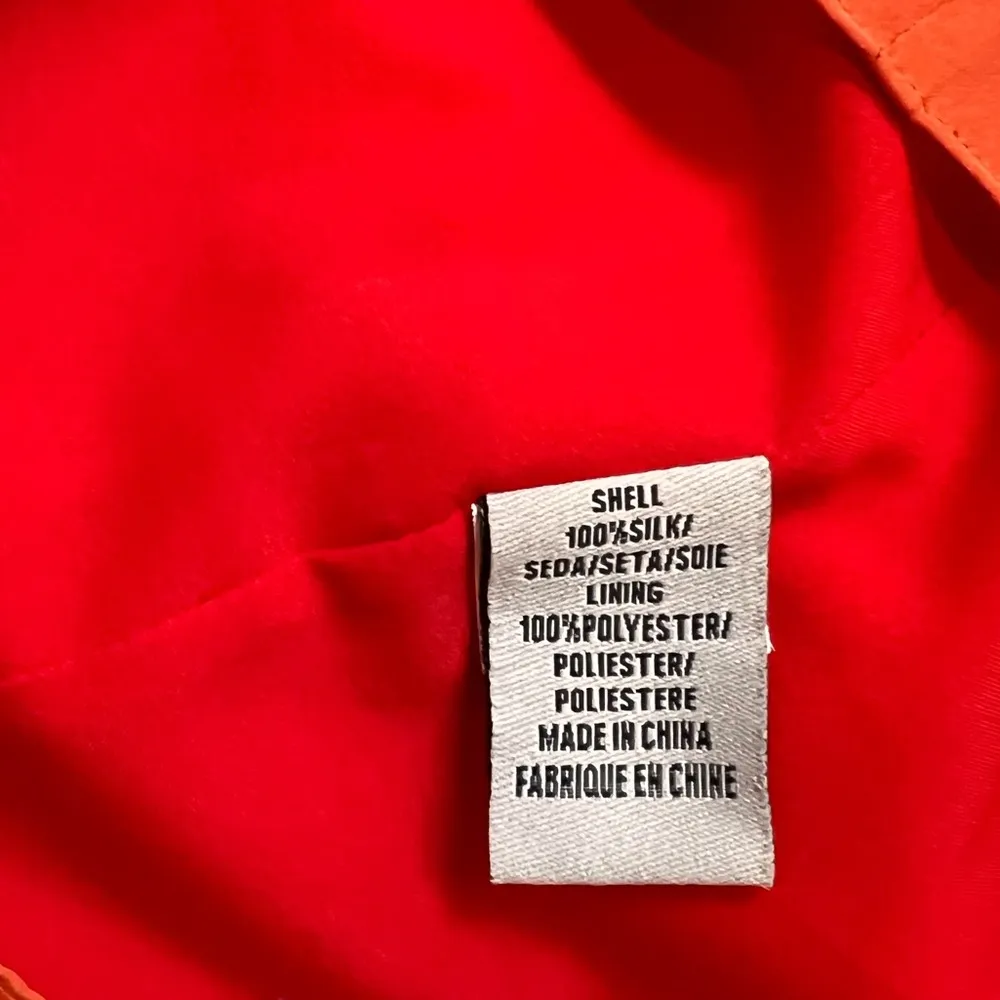 SHELL
100%SILK/
SEDA/SETA/SOIE
LINING
100%POLYESTER/
POLIESTER/
POLIESTERE
MADE IN CHINA
FABRIQUE EN CHINE